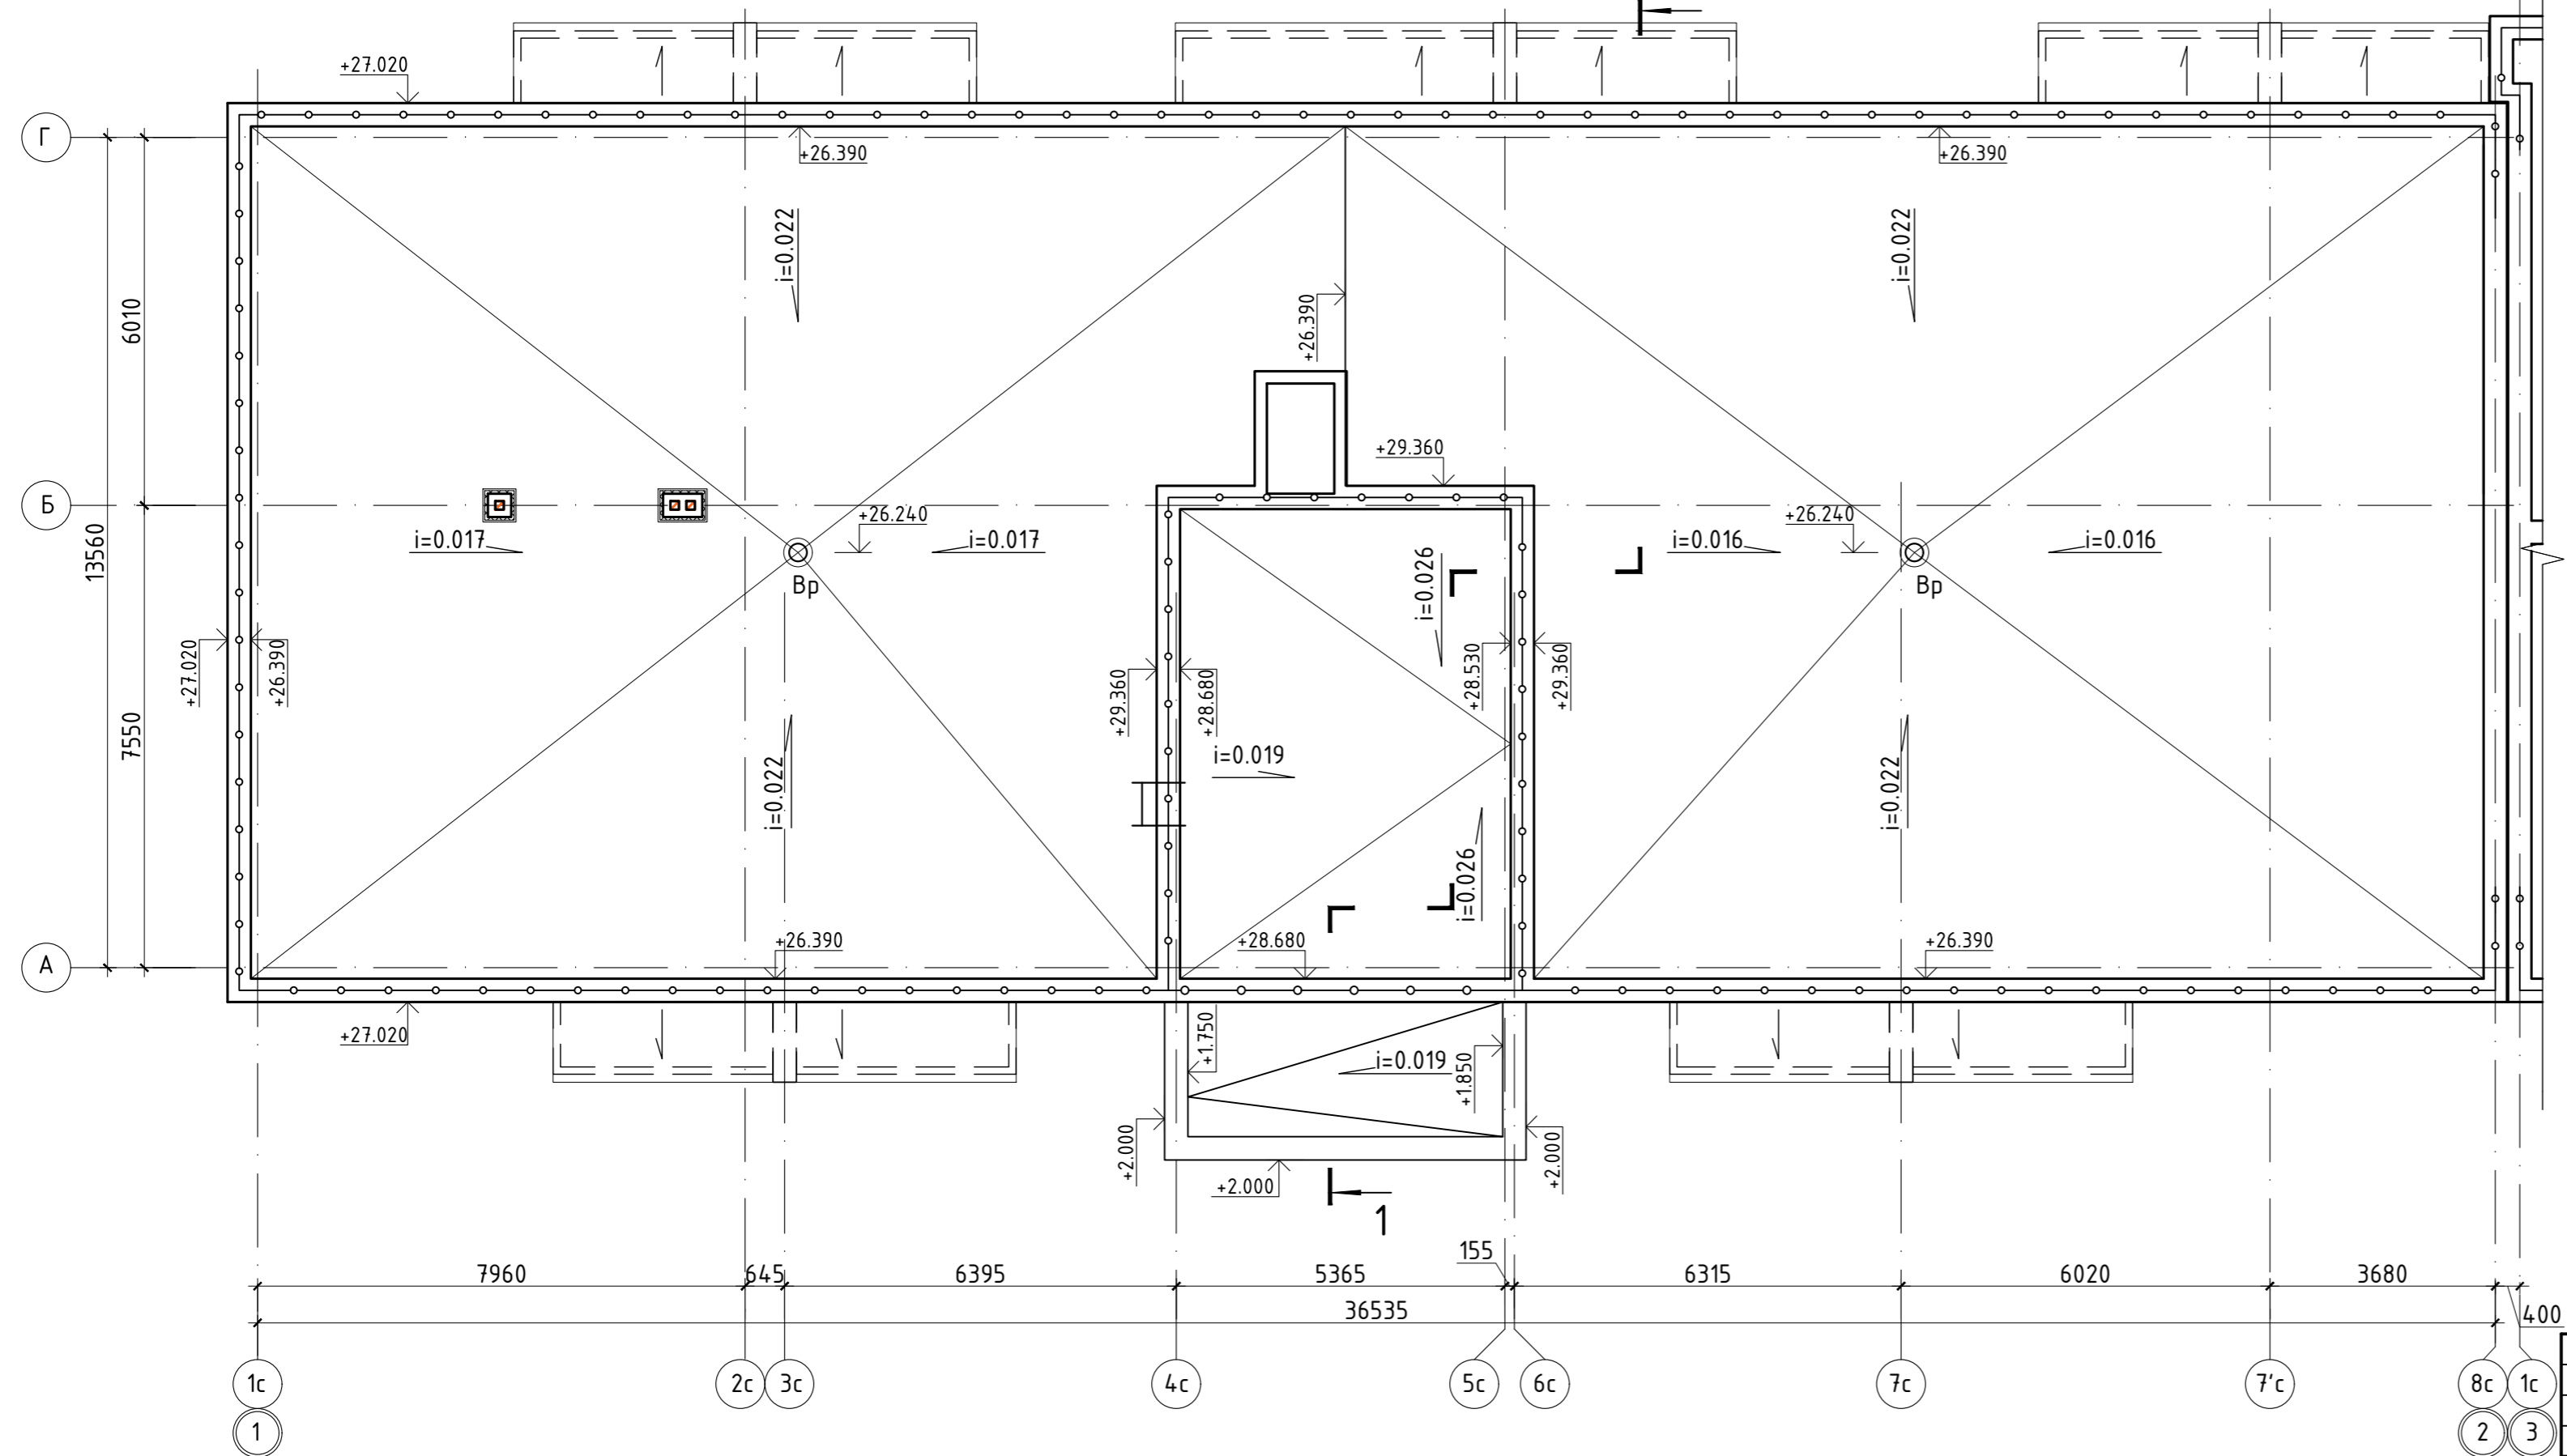 +27.020
Г
+26.390
+26.390
i=0.022
i=0.022
6010
+26.390
+29.360
Б
+26.240
+26.240
i=0.017
i=0.017
i=0.016
i=0.016
13560
i=0.026
Вр
Вр
+27.020
+26.390
+29.360
+28.680
+28.530
+29.360
7550
i=0.019
i=0.022
i=0.022
i=0.026
+26.390
+28.680
+26.390
А
+27.020
+1.750
i=0.019
+1.850
+2.000
+2.000
+2.000
1
155
7960
645
6395
5365
6315
6020
3680
36535
400
1с
2с
3с
4с
5с
6с
7с
7'с
8с
1с
1
2
3